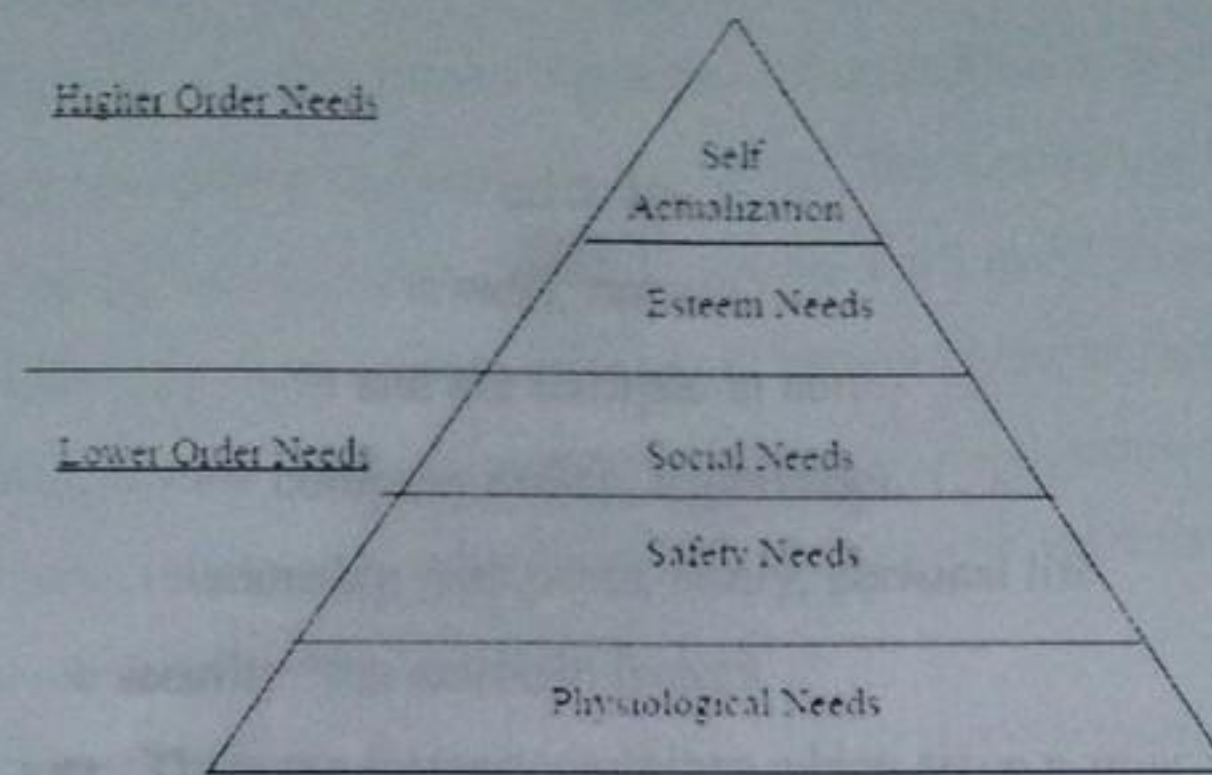 Higher Order Needs
Self
Actualization
Esteem Needs
Lower Order Needs
Social Needs
Safety Needs
Physiological Needs